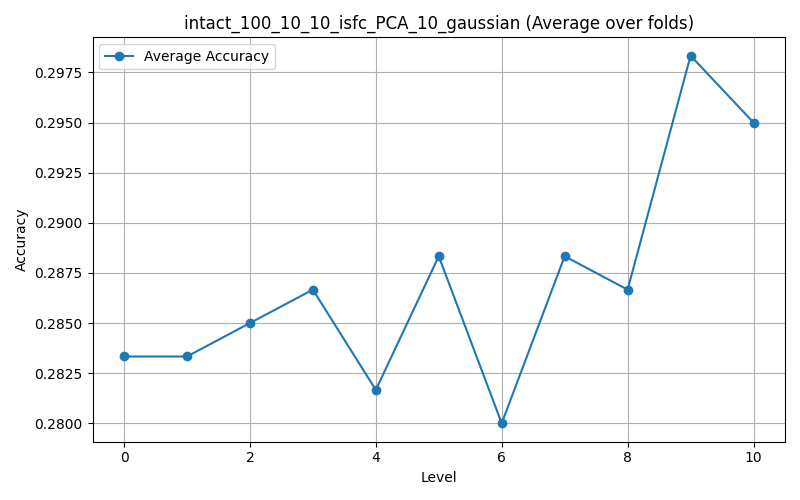 intact_100_10_10_isfc_PCA_10_gaussian (Average over folds)
Average Accuracy
0.2975
0.2950
0.2925
0.2900
0.2875
0.2850
0.2825
0.2800
Accuracy
0 2 4 6 8 10
Level